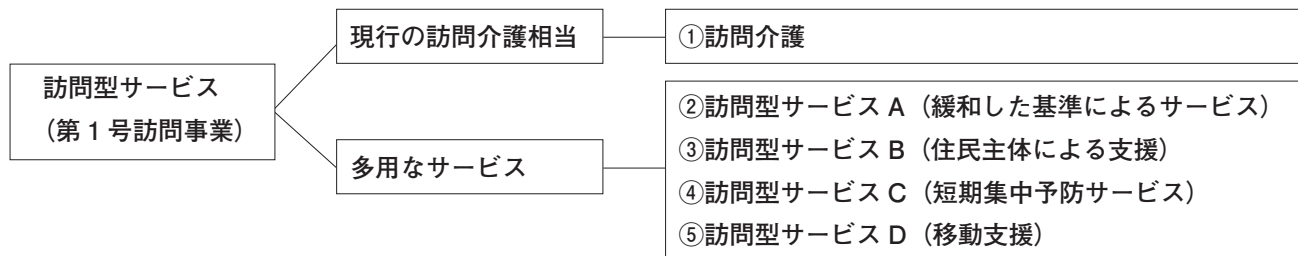 訪問型サービス
(第1号訪問事業)
現行の訪問介護相当
①訪問介護
多用なサービス
②訪問型サービス A(緩和した基準によるサービス)
③訪問型サービス B(住民主体による支援)
④訪問型サービス C(短期集中予防サービス)
⑤訪問型サービス D(移動支援)